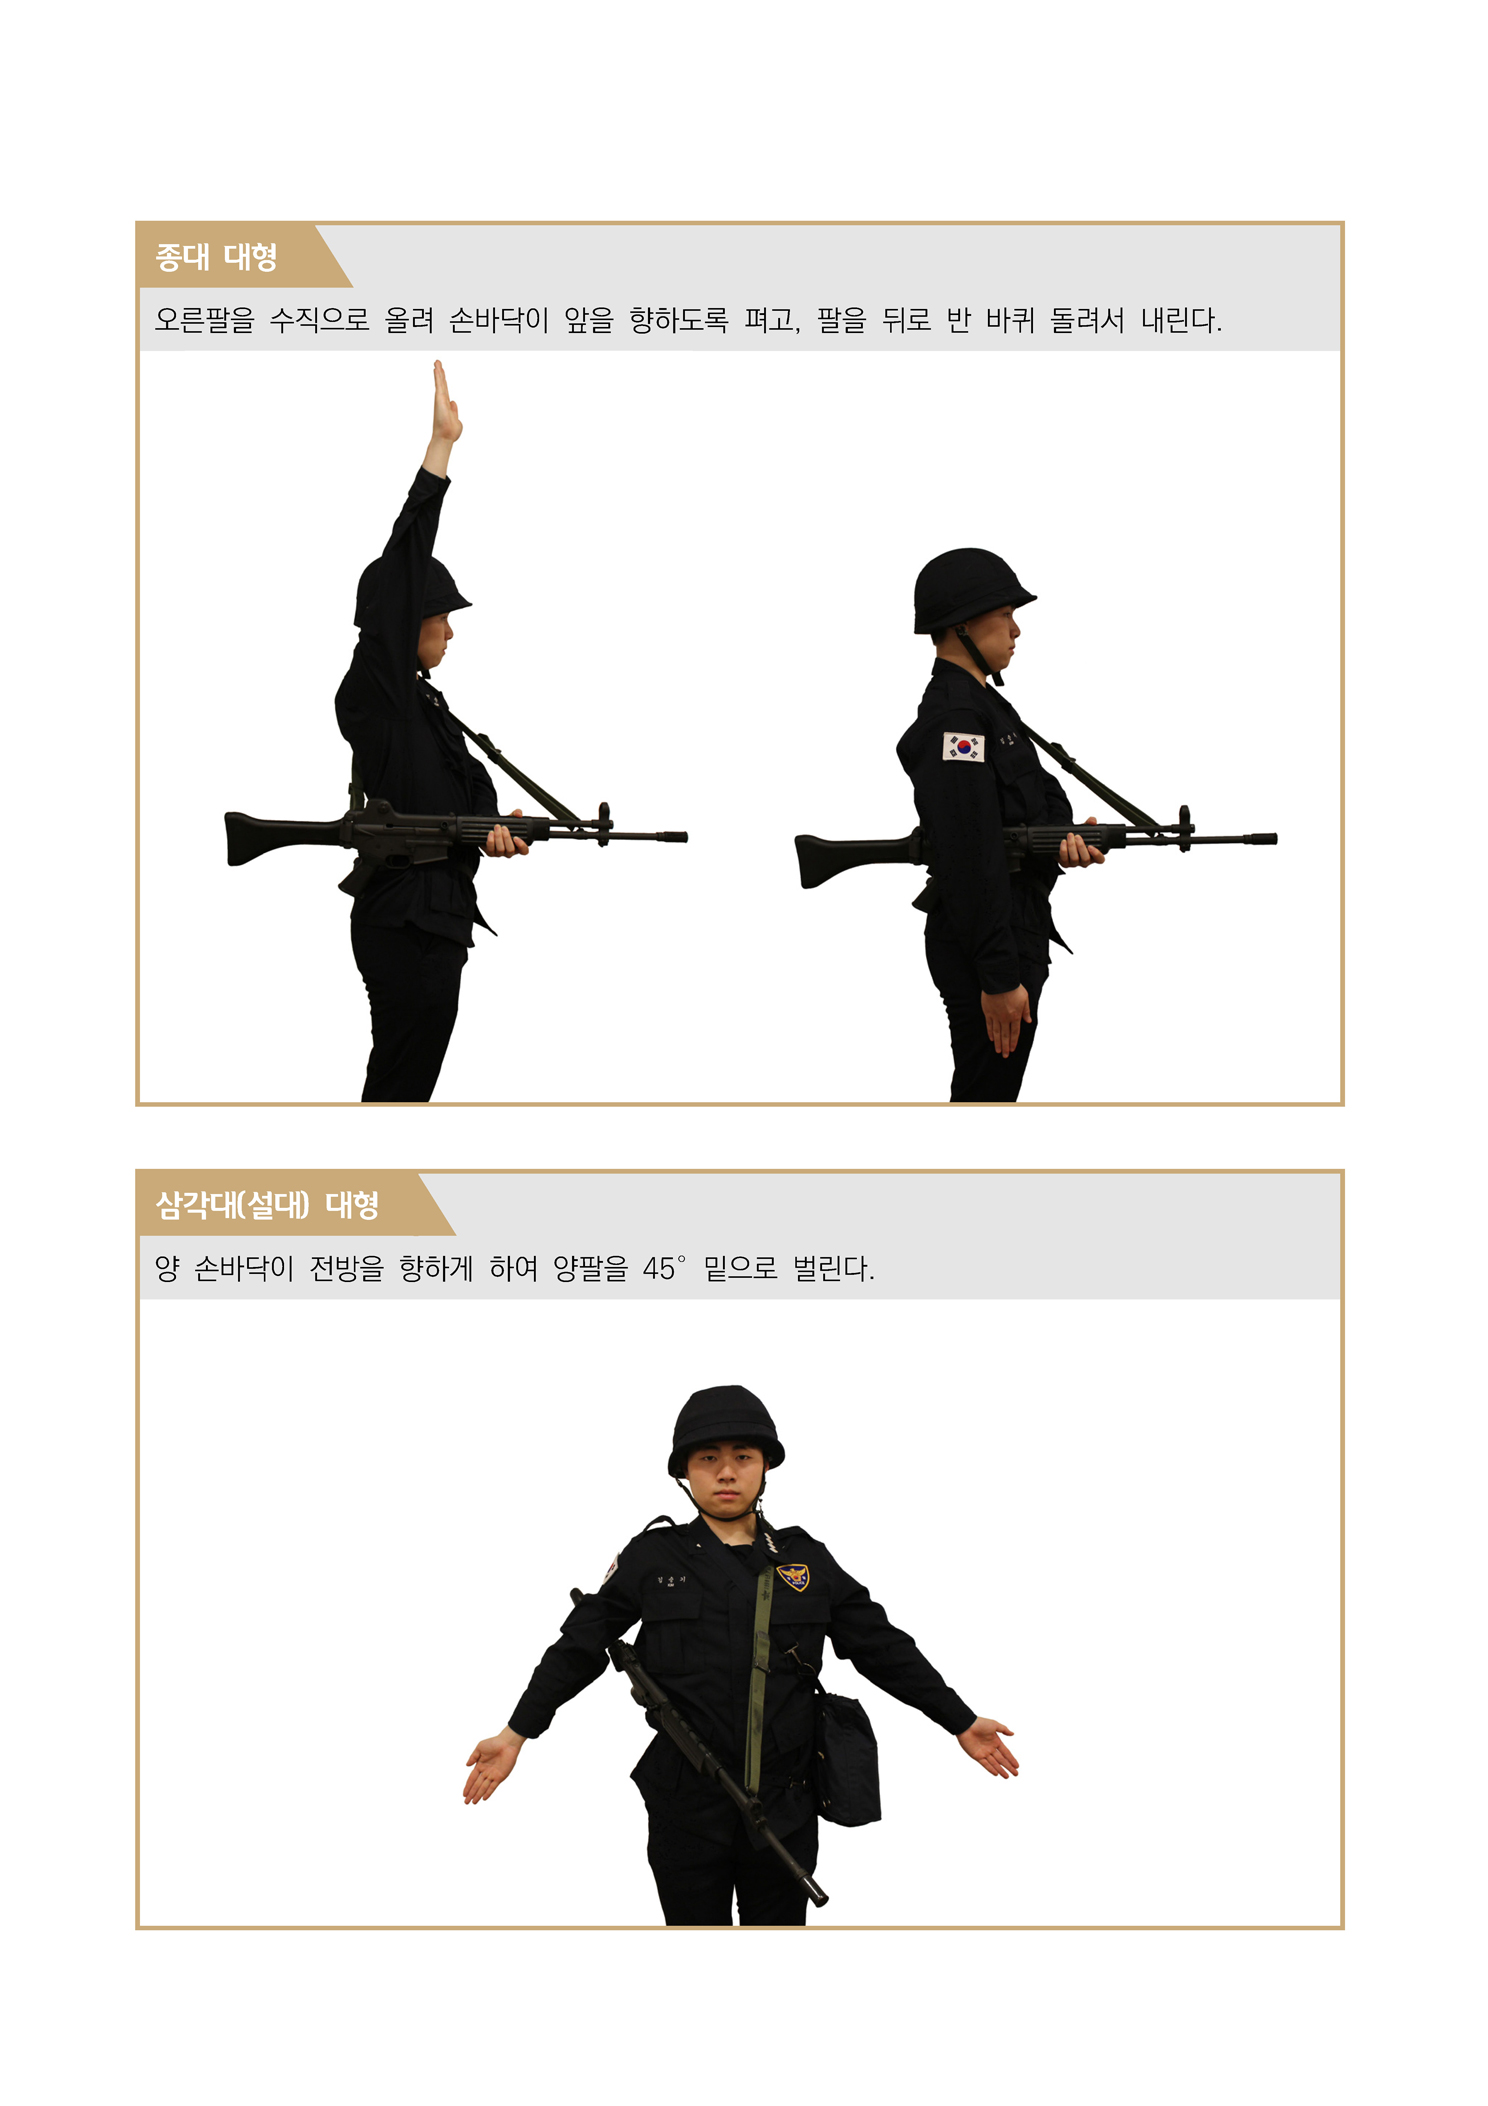 종대 대형
오른팔을 수직으로 올려 손바닥이 앞을 향하도록 펴고, 팔을 뒤로 반 바퀴 돌려서 내린다.
삼각대(설대) 대형
양 손바닥이 전방을 향하게 하여 양팔을 45° 밑으로 벌린다.